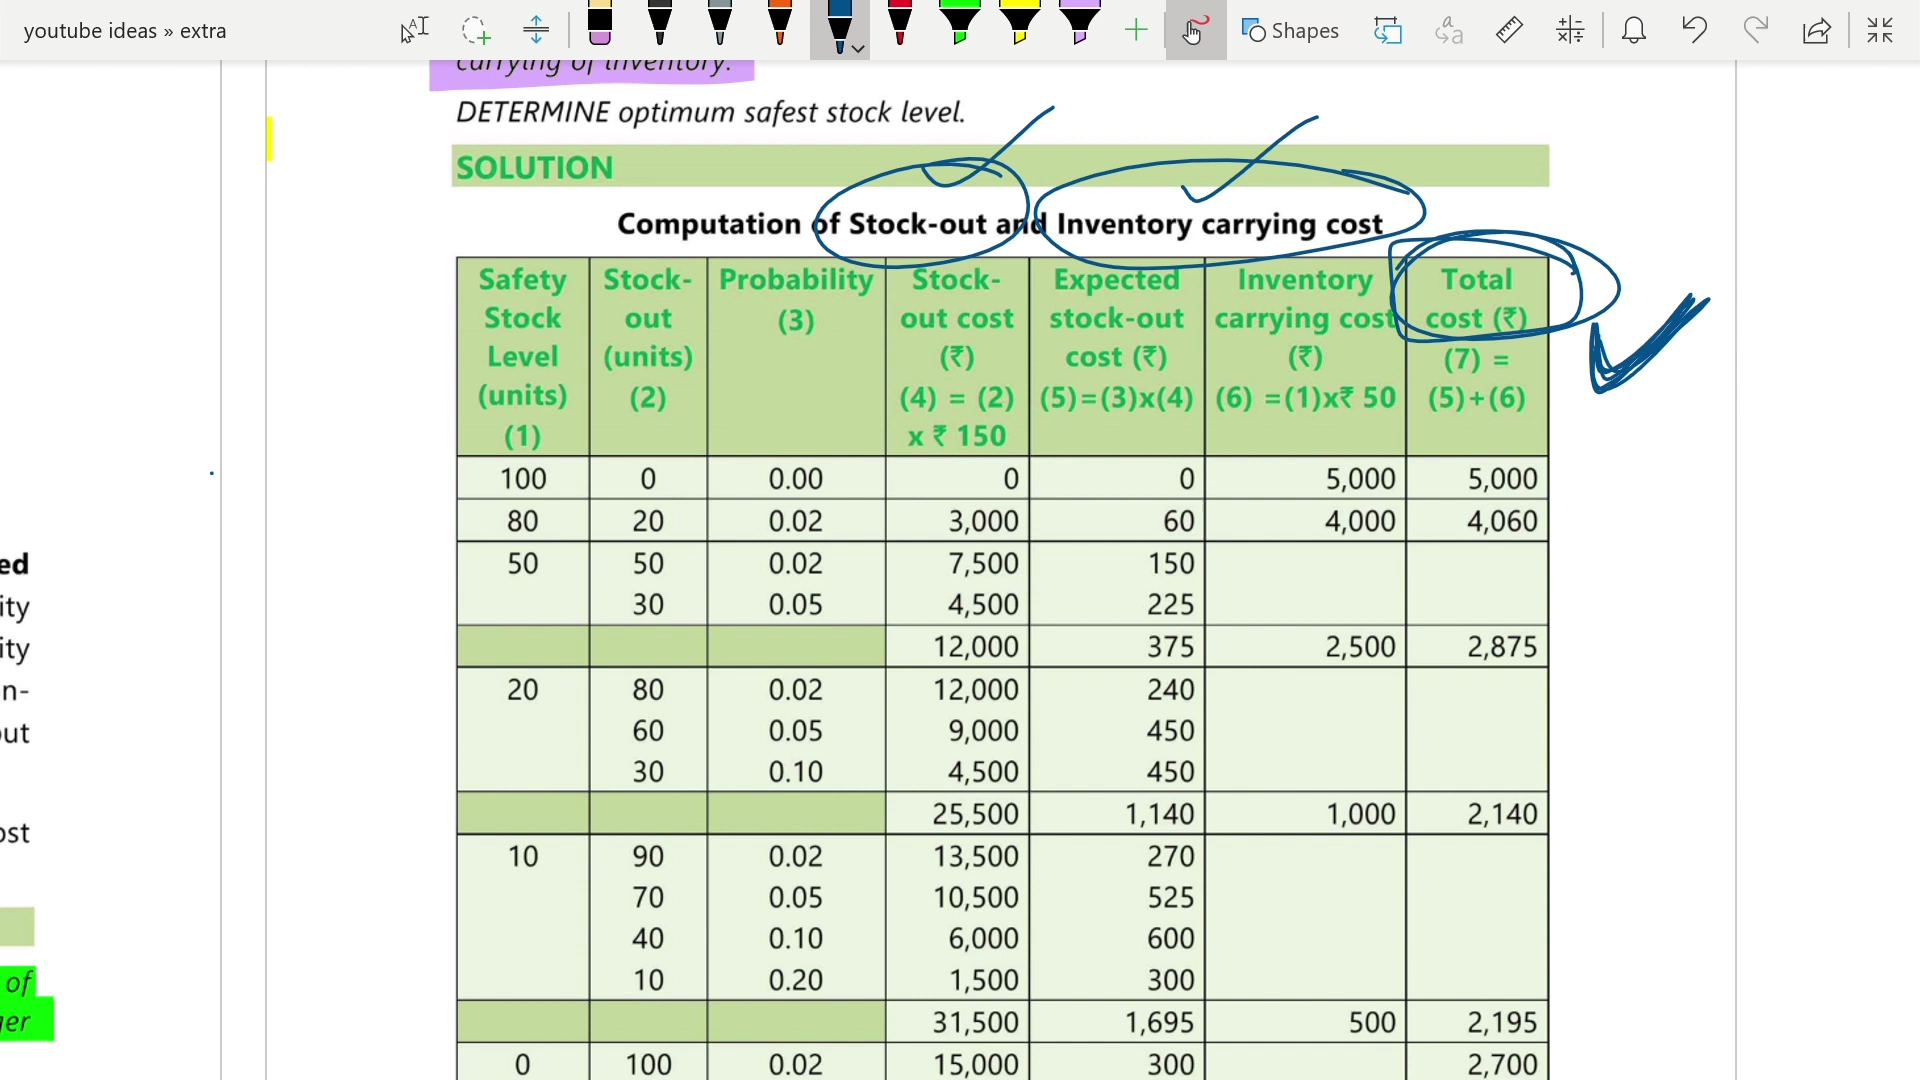 youtube ideas » extra
Shapes
carrying of inventory.
DETERMINE optimum safest stock level.
SOLUTION
Computation of Stock-out and Inventory carrying cost
Safety Stock Level (units) (1) Stock-out (units) (2) Probability (3) Stock-out cost (₹) (4) = (2) x ₹ 150 Expected stock-out cost (₹) (5)=(3)x(4) Inventory carrying cost (₹) (6) =(1)x₹ 50 Total cost (₹) (7) = (5)+(6)
100 0 0.00 0 0 5,000 5,000
80 20 0.02 3,000 60 4,000 4,060
50 50 0.02 7,500 150
30 0.05 4,500 225
12,000 375 2,500 2,875
20 80 0.02 12,000 240
60 0.05 9,000 450
30 0.10 4,500 450
25,500 1,140 1,000 2,140
10 90 0.02 13,500 270
70 0.05 10,500 525
40 0.10 6,000 600
10 0.20 1,500 300
31,500 1,695 500 2,195
0 100 0.02 15,000 300 2,700
ed
ity
ity
n-
out
ost
of